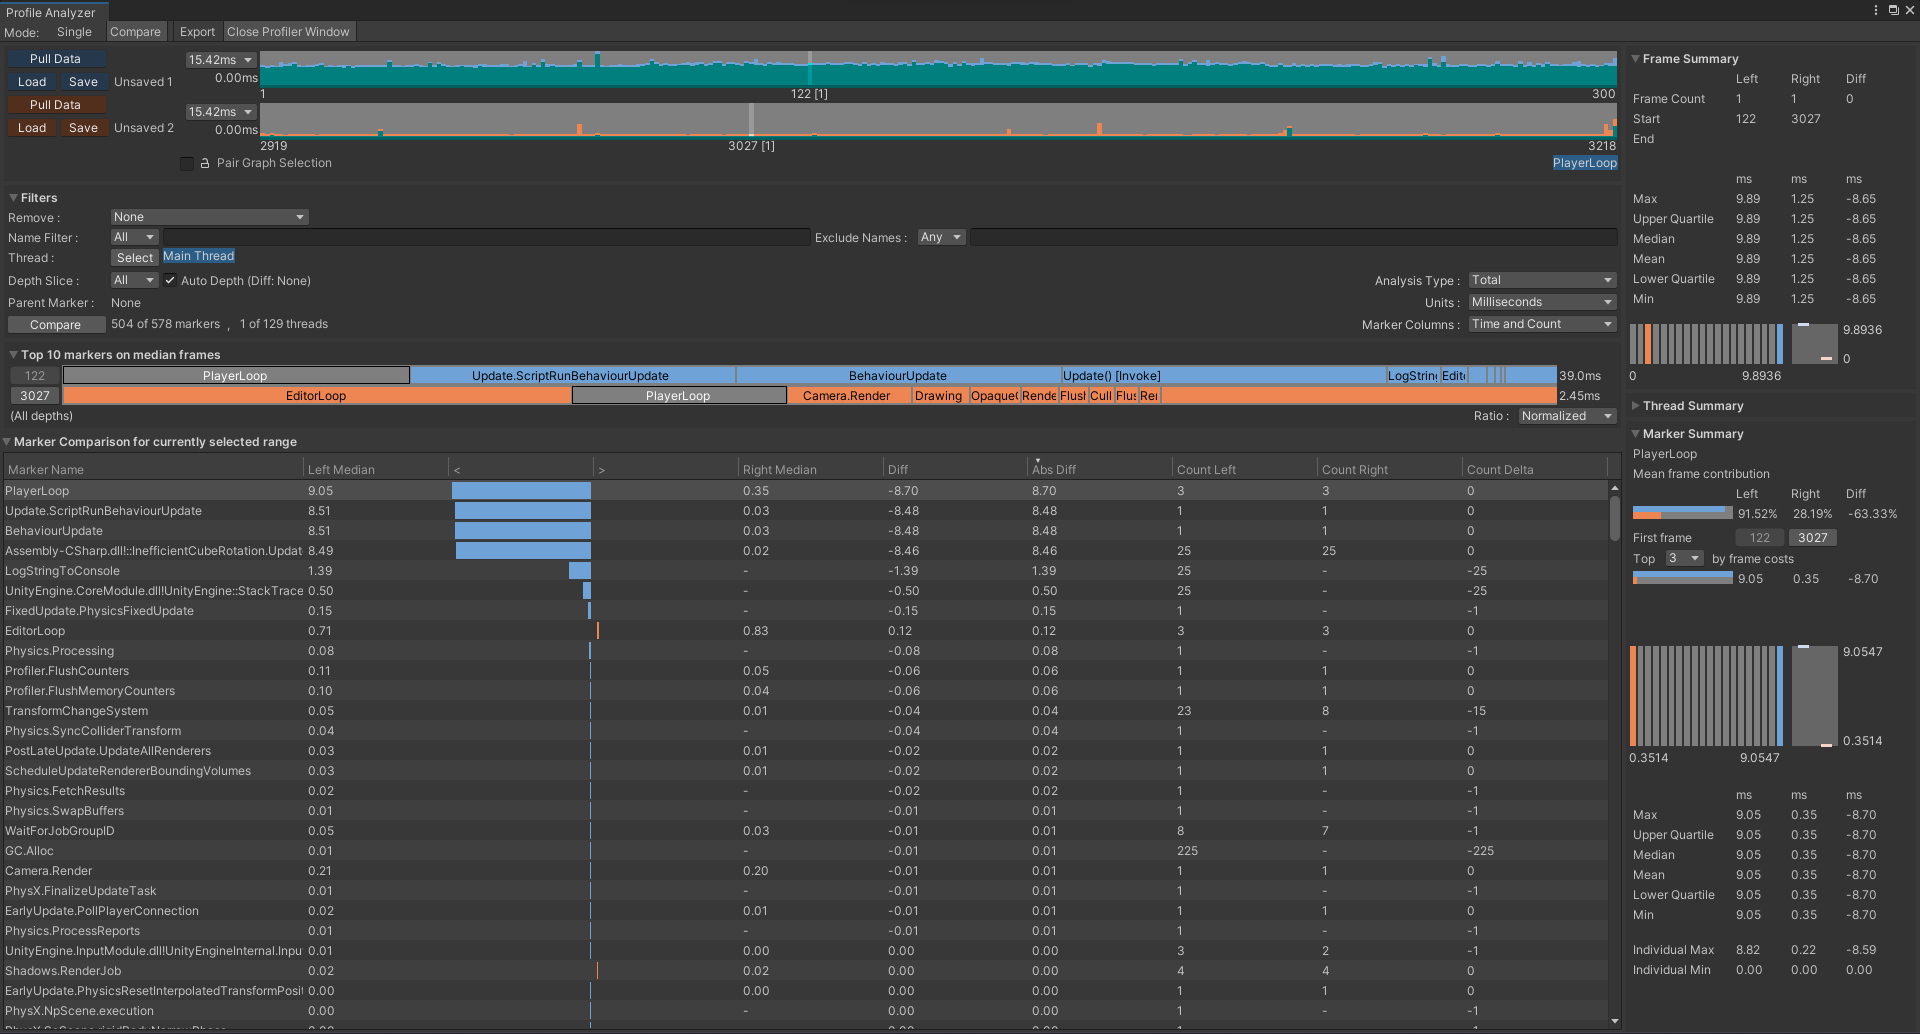 Profile Analyzer
Mode: Single Compare Export Close Profiler Window
Pull Data
Load Save Unsaved 1
15.42ms
0.00ms
1 122 [1] 300
Pull Data
Load Save Unsaved 2
15.42ms
0.00ms
2919 3027 [1] 3218
Pair Graph Selection PlayerLoop
Filters
Remove : None
Name Filter : All Exclude Names : Any
Thread : Select Main Thread
Depth Slice : All Auto Depth (Diff: None) Analysis Type : Total
Parent Marker : None Units : Milliseconds
Compare 504 of 578 markers , 1 of 129 threads Marker Columns : Time and Count
Top 10 markers on median frames
122 PlayerLoop Update.ScriptRunBehaviourUpdate BehaviourUpdate Update() [Invoke] LogString Edit 39.0ms
3027 EditorLoop PlayerLoop Camera.Render Drawing Opaque Rende Flush Cull Flus Re 2.45ms
(All depths) Ratio : Normalized
Marker Comparison for currently selected range
Marker Name Left Median < > Right Median Diff Abs Diff Count Left Count Right Count Delta
PlayerLoop 9.05 0.35 -8.70 8.70 3 3 0
Update.ScriptRunBehaviourUpdate 8.51 0.03 -8.48 8.48 1 1 0
BehaviourUpdate 8.51 0.03 -8.48 8.48 1 1 0
Assembly-CSharp.dll!::InefficientCubeRotation.Updat 8.49 0.02 -8.46 8.46 25 25 0
LogStringToConsole 1.39 - -1.39 1.39 25 - -25
UnityEngine.CoreModule.dll!UnityEngine::StackTrace 0.50 - -0.50 0.50 25 - -25
FixedUpdate.PhysicsFixedUpdate 0.15 - -0.15 0.15 1 - -1
EditorLoop 0.71 0.83 0.12 0.12 3 3 0
Physics.Processing 0.08 - -0.08 0.08 1 - -1
Profiler.FlushCounters 0.11 0.05 -0.06 0.06 1 1 0
Profiler.FlushMemoryCounters 0.10 0.04 -0.06 0.06 1 1 0
TransformChangeSystem 0.05 0.01 -0.04 0.04 23 8 -15
Physics.SyncColliderTransform 0.04 - -0.04 0.04 1 - -1
PostLateUpdate.UpdateAllRenderers 0.03 0.01 -0.02 0.02 1 1 0
ScheduleUpdateRendererBoundingVolumes 0.03 0.01 -0.02 0.02 1 1 0
Physics.FetchResults 0.02 - -0.02 0.02 1 - -1
Physics.SwapBuffers 0.01 - -0.01 0.01 1 - -1
WaitForJobGroupID 0.05 0.03 -0.01 0.01 8 7 -1
GC.Alloc 0.01 - -0.01 0.01 225 - -225
Camera.Render 0.21 0.20 -0.01 0.01 1 1 0
PhysX.FinalizeUpdateTask 0.01 - -0.01 0.01 1 - -1
EarlyUpdate.PollPlayerConnection 0.02 0.01 -0.01 0.01 1 1 0
Physics.ProcessReports 0.01 - -0.01 0.01 1 - -1
UnityEngine.InputModule.dll!UnityEngineInternal.Inpu 0.01 0.00 0.00 0.00 3 2 -1
Shadows.RenderJob 0.02 0.02 0.00 0.00 4 4 0
EarlyUpdate.PhysicsResetInterpolatedTransformPosit 0.00 0.00 0.00 0.00 1 1 0
PhysX.NpScene.execution 0.00 - 0.00 0.00 1 - -1
Frame Summary
Left Right Diff
Frame Count 1 1 0
Start 122 3027
End
ms ms ms
Max 9.89 1.25 -8.65
Upper Quartile 9.89 1.25 -8.65
Median 9.89 1.25 -8.65
Mean 9.89 1.25 -8.65
Lower Quartile 9.89 1.25 -8.65
Min 9.89 1.25 -8.65
9.8936
0
0 9.8936
Thread Summary
Marker Summary
PlayerLoop
Mean frame contribution
Left Right Diff
91.52% 28.19% -63.33%
First frame 122 3027
Top 3 by frame costs
9.05 0.35 -8.70
9.0547
0.3514
0.3514 9.0547
ms ms ms
Max 9.05 0.35 -8.70
Upper Quartile 9.05 0.35 -8.70
Median 9.05 0.35 -8.70
Mean 9.05 0.35 -8.70
Lower Quartile 9.05 0.35 -8.70
Min 9.05 0.35 -8.70
Individual Max 8.82 0.22 -8.59
Individual Min 0.00 0.00 0.00